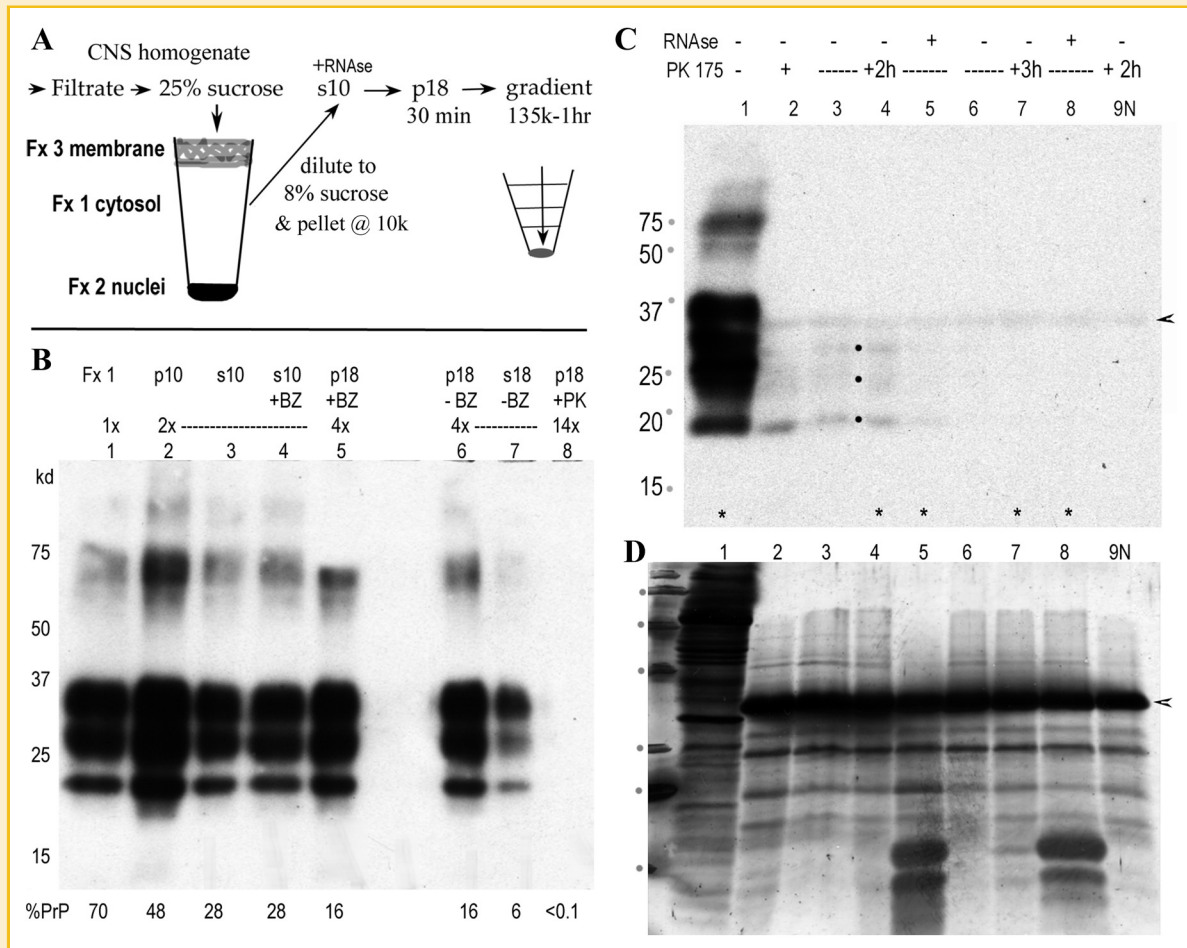 A
CNS homogenate
Filtrate
25% sucrose
+RNAse
s10
p18
30 min
gradient
135k-1hr
Fx 3 membrane
Fx 1 cytosol
Fx 2 nuclei
dilute to
8% sucrose
& pellet @ 10k
B
Fx 1 p10 s10 s10 p18 p18 s18 p18
+BZ +BZ - BZ -BZ +PK
1x 2x --------------------- 4x 4x ---------- 14x
1 2 3 4 5 6 7 8
kd
75
50
37
25
15
%PrP 70 48 28 28 16 16 6 <0.1
C
RNAse - - - - + - - + -
PK 175 - + ------ +2h ------- ------ +3h ------- + 2h
1 2 3 4 5 6 7 8 9N
75
50
37
25
20
15
* * * * *
D 1 2 3 4 5 6 7 8 9N